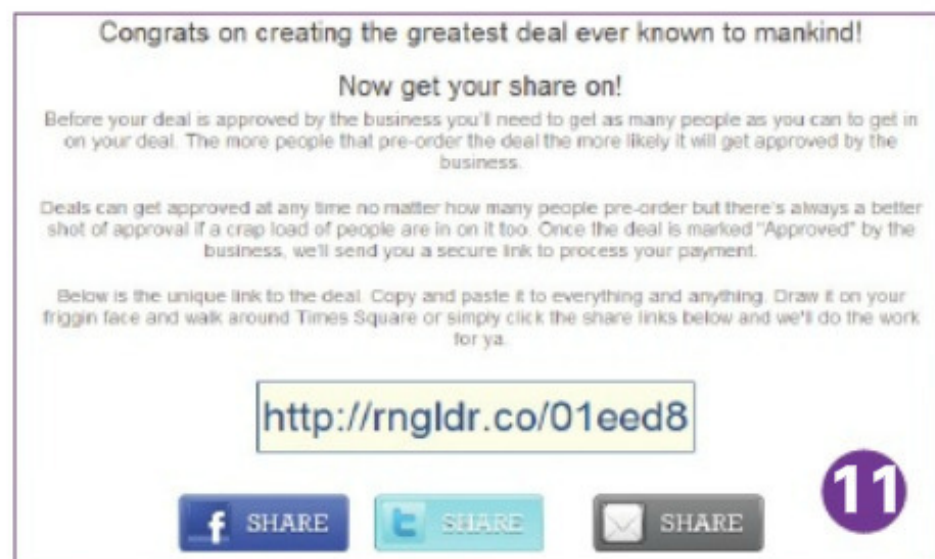 Congrats on creating the greatest deal ever known to mankind!
Now get your share on!
Before your deal is approved by the business you'll need to get as many people as you can to get in
on your deal. The more people that pre-order the deal the more likely it will get approved by the
business.
Deals can get approved at any time no matter how many people pre-order but there's always a better
shot of approval if a crap load of people are in on it too. Once the deal is marked "Approved" by the
business, we'll send you a secure link to process your payment.
Below is the unique link to the deal. Copy and paste it to everything and anything. Draw it on your
friggin face and walk around Times Square or simply click the share links below and we'll do the work
for ya.
http://rngldr.co/01eed8
f SHARE t SHARE SHARE
11